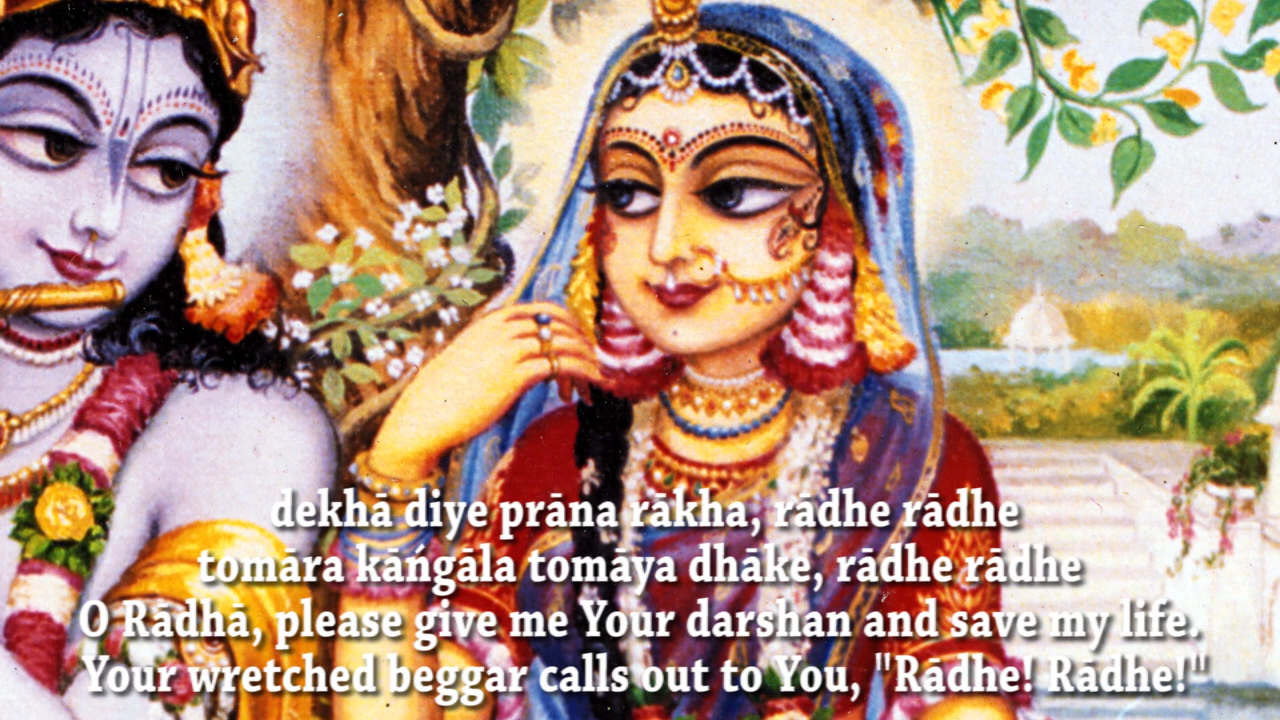 dekhā diye prāna rākha, rādhe rādhe
tomāra kāńgāla tomāya dhāke, rādhe rādhe
O Rādhā, please give me Your darshan and save my life.
Your wretched beggar calls out to You, "Rādhe! Rādhe!"